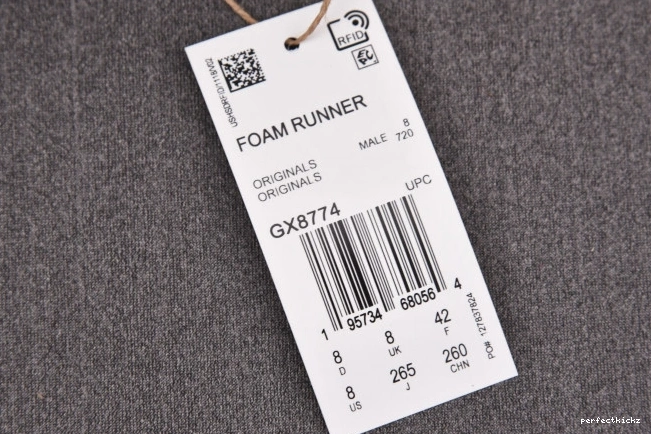 RFID
EPC
FOAM RUNNER
MALE 8
720
ORIGINALS
ORIGINALS
UPC
GX8774
1 95734 68056 4
8 8 42
D UK F
8 265 260
US J CHN
PO# 127837824
perfectkickz